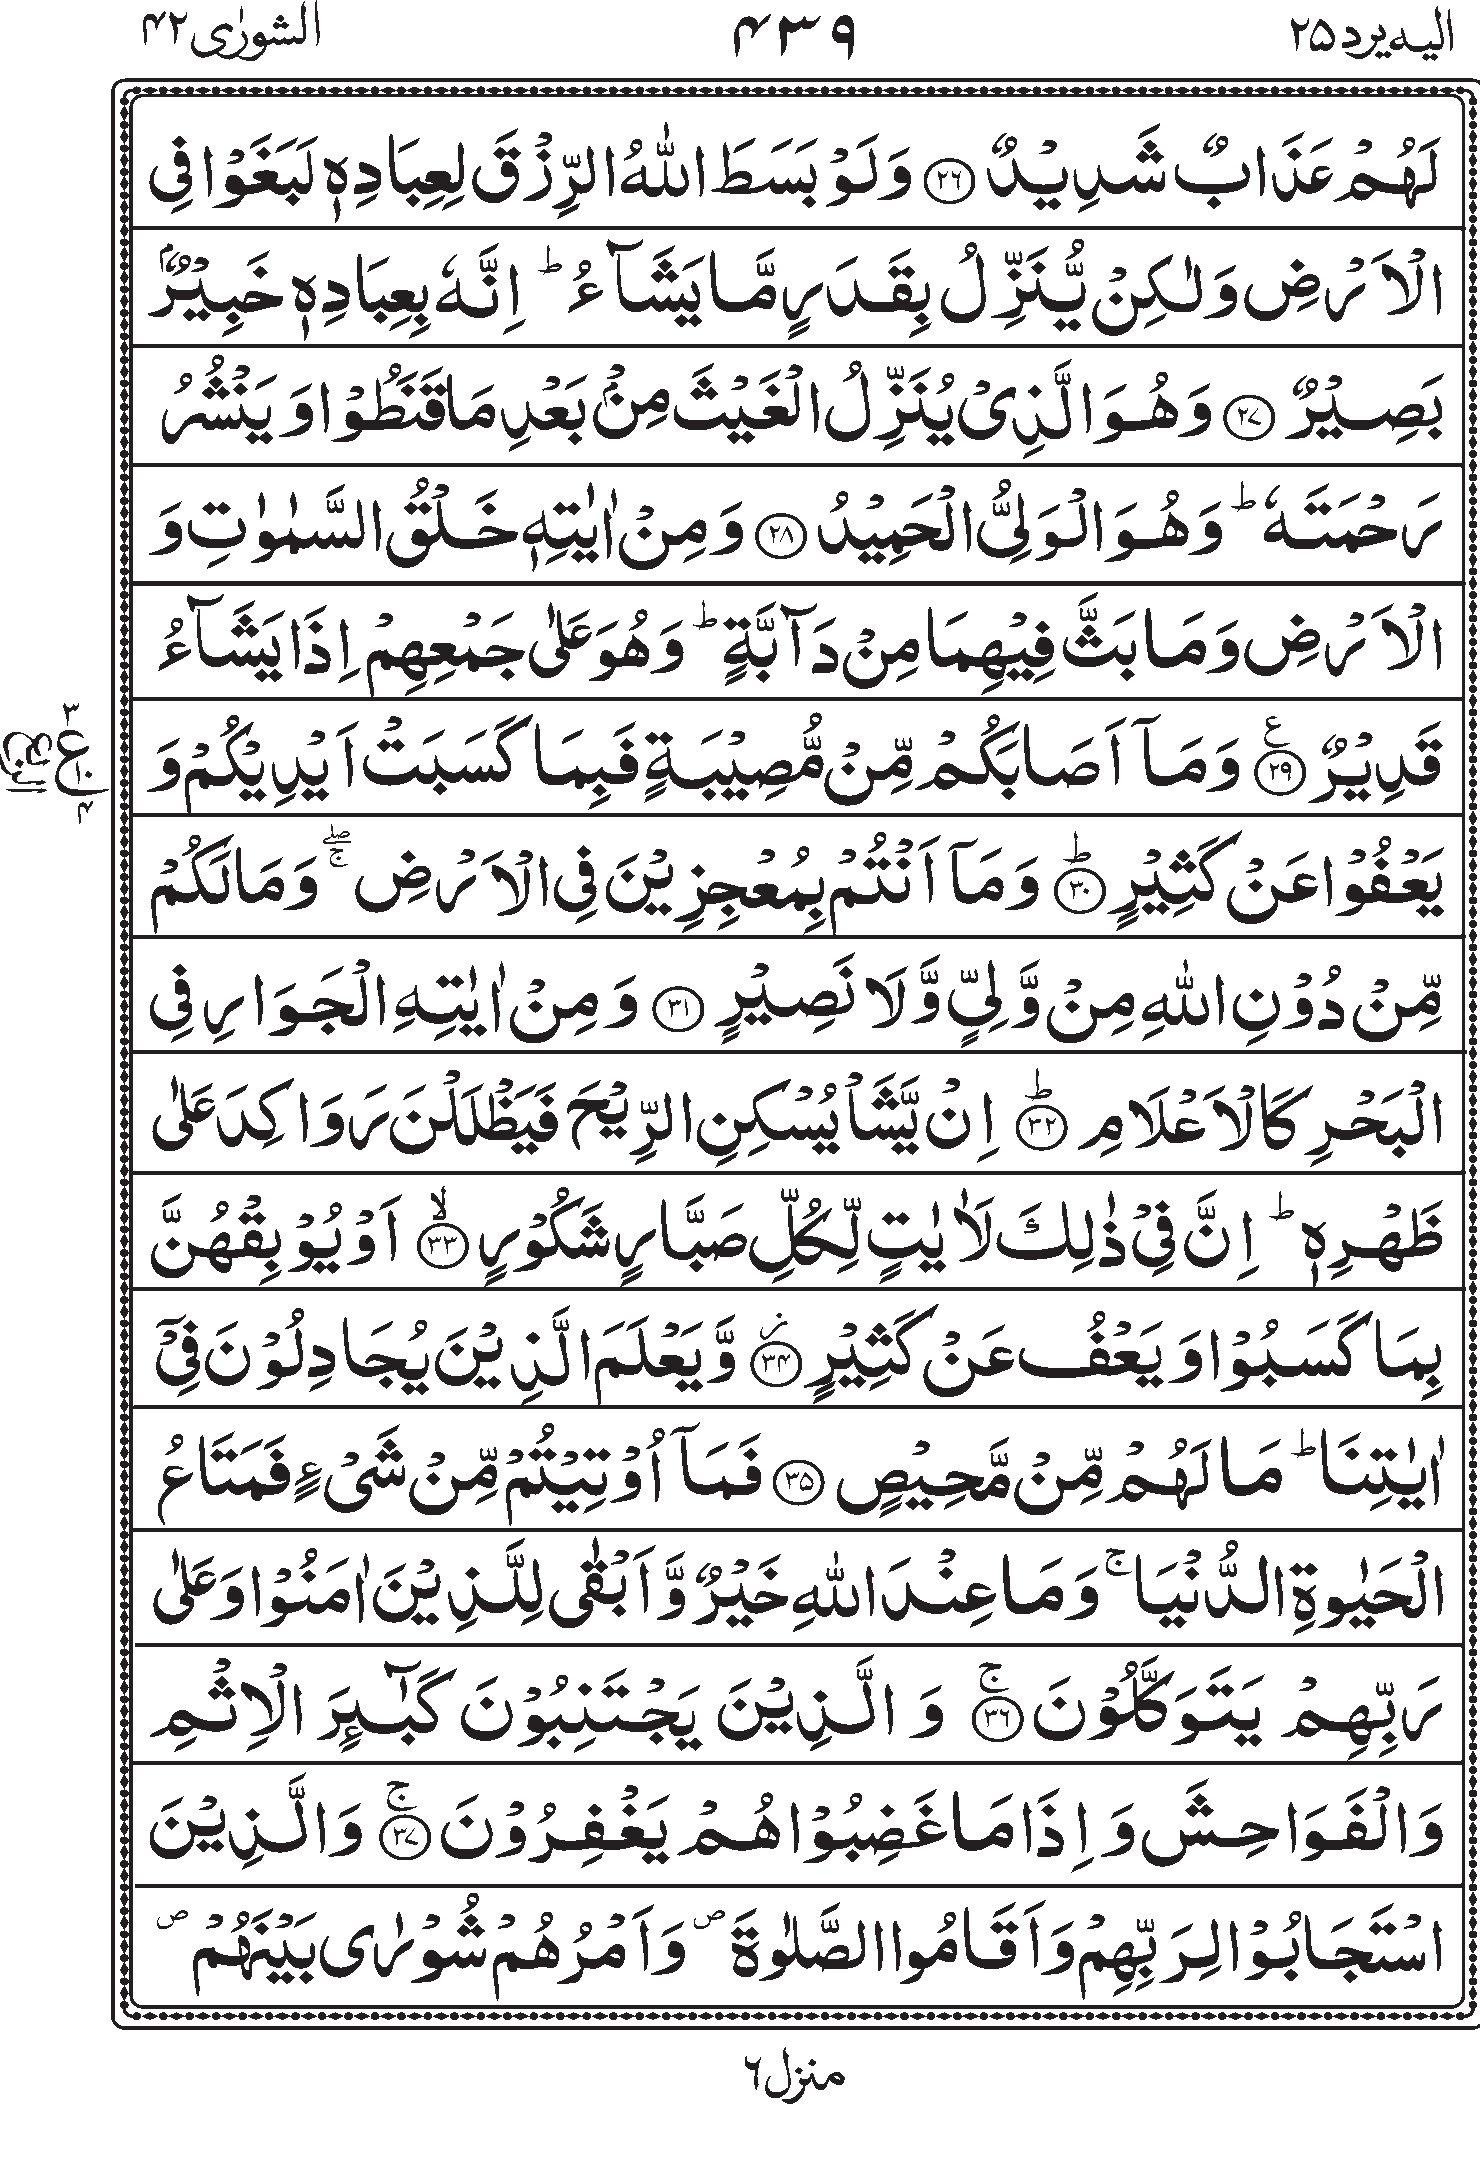 الیہ یرد ۲۵ ۴۳۹ الشورٰی ۴۲
لَهُمْ عَذَابٌ شَدِیْدٌ ﴿۲۶﴾ وَلَوْ بَسَطَ اللّٰهُ الرِّزْقَ لِعِبَادِهٖ لَبَغَوْا فِی
الْاَرْضِ وَلٰكِنْ یُّنَزِّلُ بِقَدَرٍ مَّا یَشَآءُ ؕ اِنَّهٗ بِعِبَادِهٖ خَبِیْرٌۢ
بَصِیْرٌ ﴿۲۷﴾ وَهُوَ الَّذِیْ یُنَزِّلُ الْغَیْثَ مِنْۢ بَعْدِ مَا قَنَطُوْا وَ یَنْشُرُ
رَحْمَتَهٗ ؕ وَهُوَ الْوَلِیُّ الْحَمِیْدُ ﴿۲۸﴾ وَ مِنْ اٰیٰتِهٖ خَلْقُ السَّمٰوٰتِ وَ
الْاَرْضِ وَ مَا بَثَّ فِیْهِمَا مِنْ دَآبَّةٍ ؕ وَهُوَ عَلٰی جَمْعِهِمْ اِذَا یَشَآءُ
قَدِیْرٌ ﴿۲۹﴾ ع وَ مَاۤ اَصَابَكُمْ مِّنْ مُّصِیْبَةٍ فَبِمَا كَسَبَتْ اَیْدِیْكُمْ وَ
۳ ع ۱۰ ۴ الربع
یَعْفُوْا عَنْ كَثِیْرٍ ؕ﴿۳۰﴾ وَ مَاۤ اَنْتُمْ بِمُعْجِزِیْنَ فِی الْاَرْضِ ۚۖ وَ مَا لَكُمْ
مِّنْ دُوْنِ اللّٰهِ مِنْ وَّلِیٍّ وَّلَا نَصِیْرٍ ﴿۳۱﴾ وَ مِنْ اٰیٰتِهِ الْجَوَارِ فِی
الْبَحْرِ كَالْاَعْلَامِ ؕ﴿۳۲﴾ اِنْ یَّشَاْ یُسْكِنِ الرِّیْحَ فَیَظْلَلْنَ رَوَاكِدَ عَلٰی
ظَهْرِهٖ ؕ اِنَّ فِیْ ذٰلِكَ لَاٰیٰتٍ لِّكُلِّ صَبَّارٍ شَكُوْرٍ ۙ﴿۳۳﴾ اَوْ یُوْبِقْهُنَّ
بِمَا كَسَبُوْا وَ یَعْفُ عَنْ كَثِیْرٍ ز﴿۳۴﴾ وَّ یَعْلَمَ الَّذِیْنَ یُجَادِلُوْنَ فِیْۤ
اٰیٰتِنَا ؕ مَا لَهُمْ مِّنْ مَّحِیْصٍ ﴿۳۵﴾ فَمَاۤ اُوْتِیْتُمْ مِّنْ شَیْءٍ فَمَتَاعُ
الْحَیٰوةِ الدُّنْیَا ۚ وَ مَا عِنْدَ اللّٰهِ خَیْرٌ وَّ اَبْقٰی لِلَّذِیْنَ اٰمَنُوْا وَ عَلٰی
رَبِّهِمْ یَتَوَكَّلُوْنَ ۚ﴿۳۶﴾ وَ الَّذِیْنَ یَجْتَنِبُوْنَ كَبٰٓىِٕرَ الْاِثْمِ
وَ الْفَوَاحِشَ وَ اِذَا مَا غَضِبُوْا هُمْ یَغْفِرُوْنَ ۚ﴿۳۷﴾ وَ الَّذِیْنَ
اسْتَجَابُوْا لِرَبِّهِمْ وَ اَقَامُوا الصَّلٰوةَ ص وَ اَمْرُهُمْ شُوْرٰی بَیْنَهُمْ ص
منزل ۶